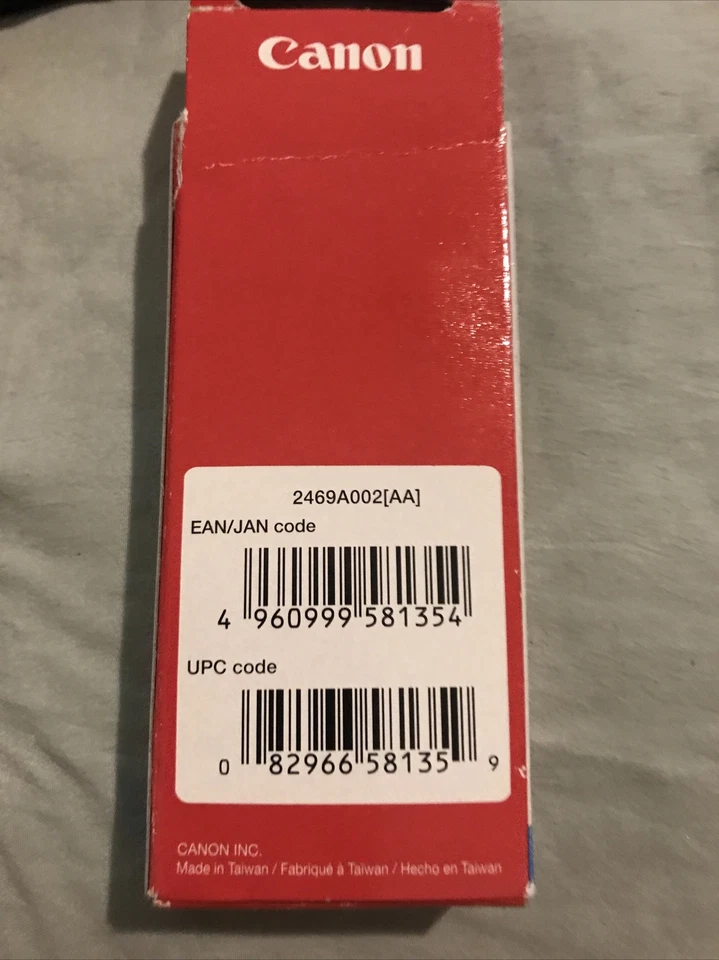 Canon
2469A002[AA]
EAN/JAN code
4 960999 581354
UPC code
0 82966 58135 9
CANON INC.
Made in Taiwan / Fabriqué à Taïwan / Hecho en Taiwan